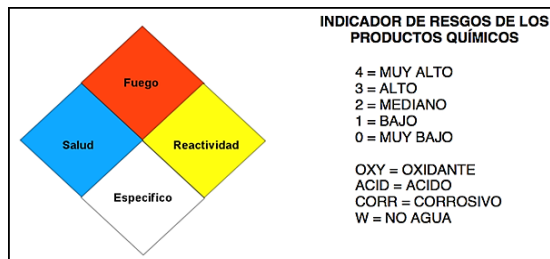 Fuego
Salud
Reactividad
Especifico
INDICADOR DE RESGOS DE LOS
PRODUCTOS QUÍMICOS
4 = MUY ALTO
3 = ALTO
2 = MEDIANO
1 = BAJO
0 = MUY BAJO
OXY = OXIDANTE
ACID = ACIDO
CORR = CORROSIVO
W = NO AGUA